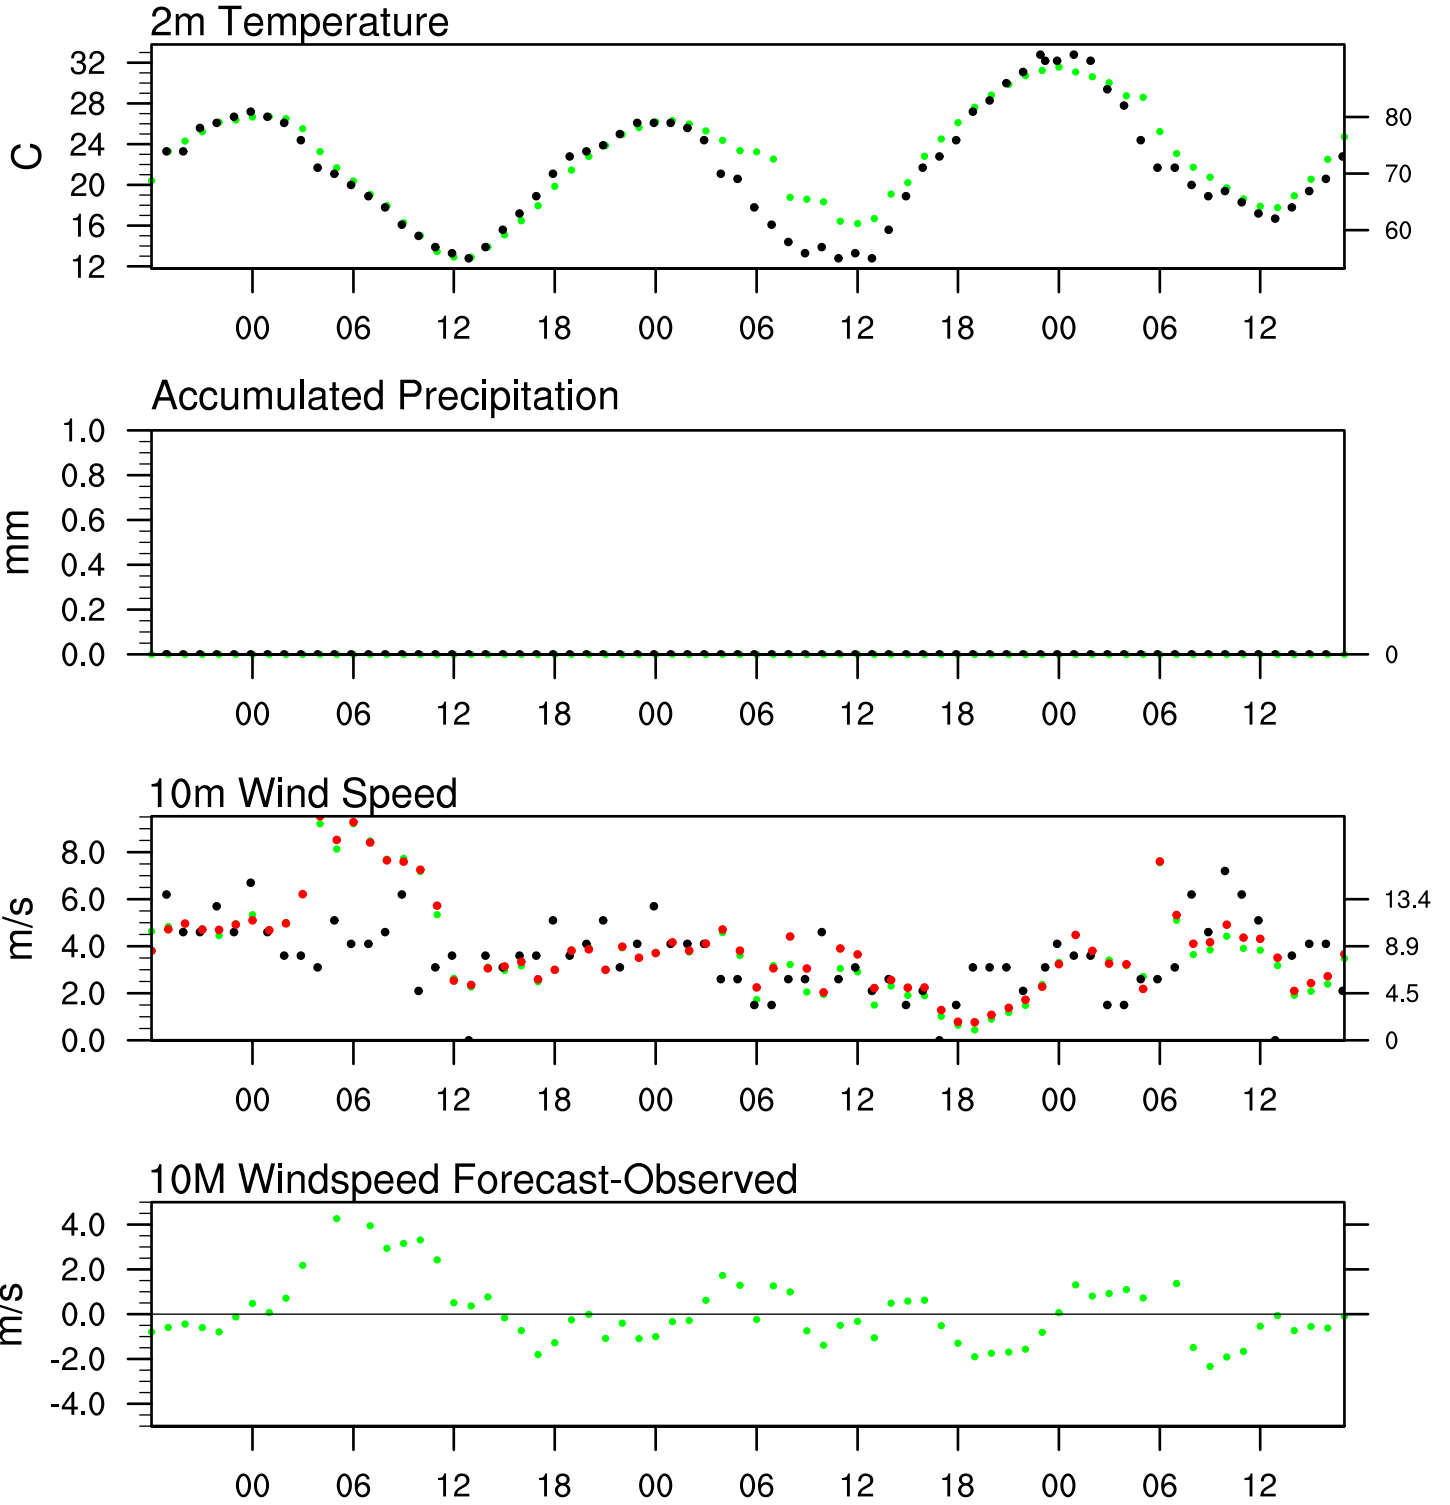 2m Temperature
C
32
28
24
20
16
12
80
70
60
00 06 12 18 00 06 12 18 00 06 12
Accumulated Precipitation
mm
1.0
0.8
0.6
0.4
0.2
0.0
0
00 06 12 18 00 06 12 18 00 06 12
10m Wind Speed
m/s
8.0
6.0
4.0
2.0
0.0
13.4
8.9
4.5
0
00 06 12 18 00 06 12 18 00 06 12
10M Windspeed Forecast-Observed
m/s
4.0
2.0
0.0
-2.0
-4.0
00 06 12 18 00 06 12 18 00 06 12